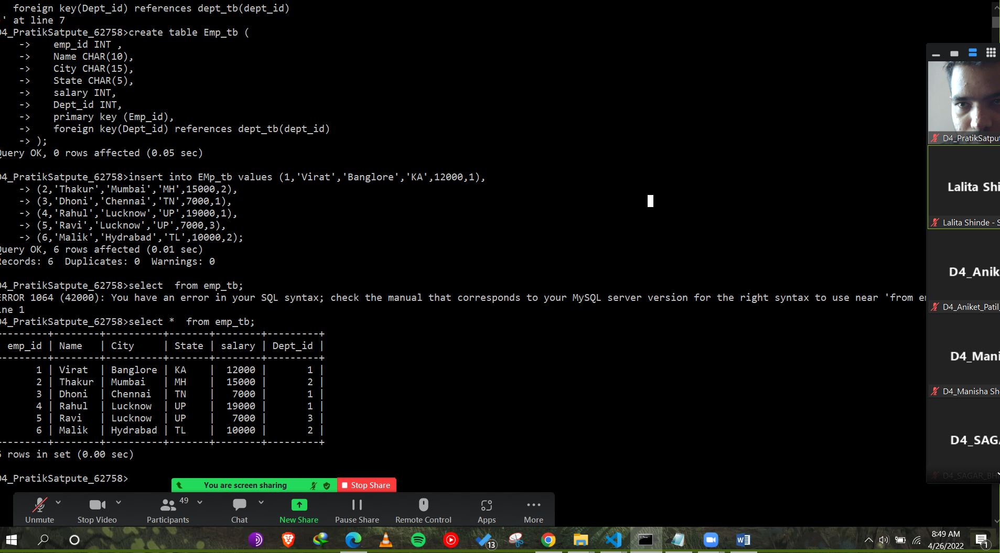 foreign key(Dept_id) references dept_tb(dept_id)
' at line 7
04_PratikSatpute_62758>create table Emp_tb (
-> emp_id INT ,
-> Name CHAR(10),
-> City CHAR(15),
-> State CHAR(5),
-> salary INT,
-> Dept_id INT,
-> primary key (Emp_id),
-> foreign key(Dept_id) references dept_tb(dept_id)
-> );
Query OK, 0 rows affected (0.05 sec)
04_PratikSatpute_62758>insert into EMp_tb values (1,'Virat','Banglore','KA',12000,1),
-> (2,'Thakur','Mumbai','MH',15000,2),
-> (3,'Dhoni','Chennai','TN',7000,1),
-> (4,'Rahul','Lucknow','UP',19000,1),
-> (5,'Ravi','Lucknow','UP',7000,3),
-> (6,'Malik','Hydrabad','TL',10000,2);
Query OK, 6 rows affected (0.01 sec)
Records: 6 Duplicates: 0 Warnings: 0
04_PratikSatpute_62758>select from emp_tb;
ERROR 1064 (42000): You have an error in your SQL syntax; check the manual that corresponds to your MySQL server version for the right syntax to use near 'from e
ne 1
04_PratikSatpute_62758>select * from emp_tb;
---------+--------+----------+-------+--------+---------+
emp_id | Name | City | State | salary | Dept_id |
---------+--------+----------+-------+--------+---------+
1 | Virat | Banglore | KA | 12000 | 1 |
2 | Thakur | Mumbai | MH | 15000 | 2 |
3 | Dhoni | Chennai | TN | 7000 | 1 |
4 | Rahul | Lucknow | UP | 19000 | 1 |
5 | Ravi | Lucknow | UP | 7000 | 3 |
6 | Malik | Hydrabad | TL | 10000 | 2 |
---------+--------+----------+-------+--------+---------+
6 rows in set (0.00 sec)
04_PratikSatpute_62758>
D4_PratikSatpu
Lalita Shi
Lalita Shinde - S
D4_Anik
D4_Aniket_Patil_
D4_Mani
D4_Manisha Sh
D4_SAG
D4_SAGAR_BH
You are screen sharing
Stop Share
Unmute
Stop Video
49
Participants
Chat
New Share
Pause Share
Remote Control
Apps
More
13
8:49 AM
4/26/2022
1